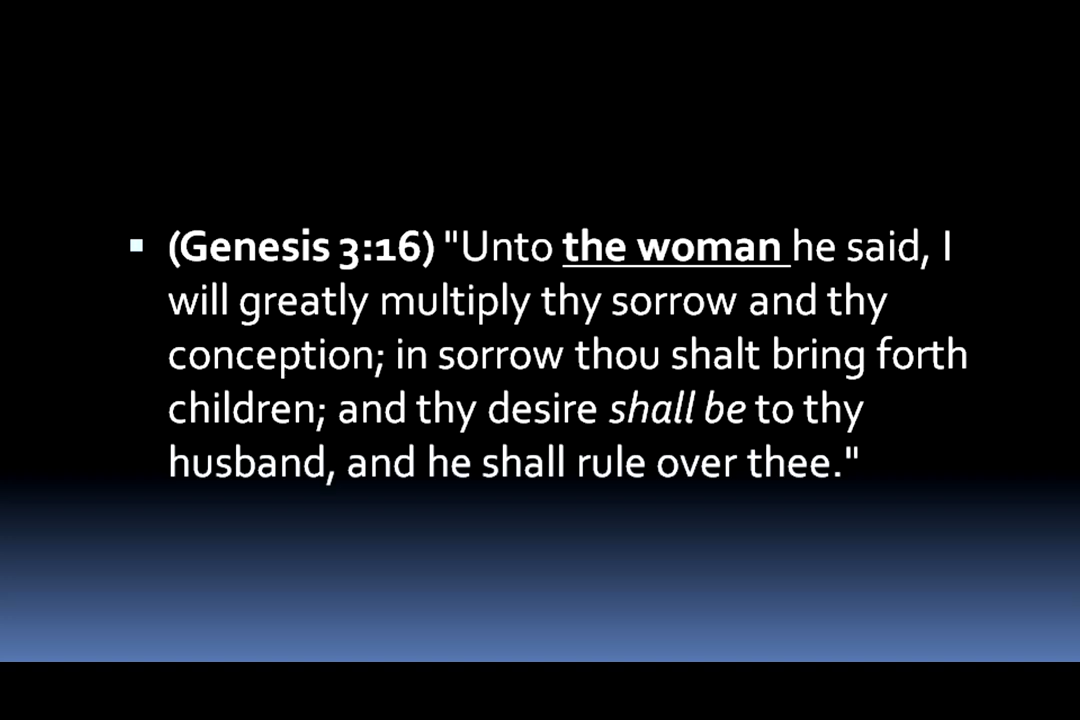 (Genesis 3:16) "Unto the woman he said, I
will greatly multiply thy sorrow and thy
conception; in sorrow thou shalt bring forth
children; and thy desire shall be to thy
husband, and he shall rule over thee."